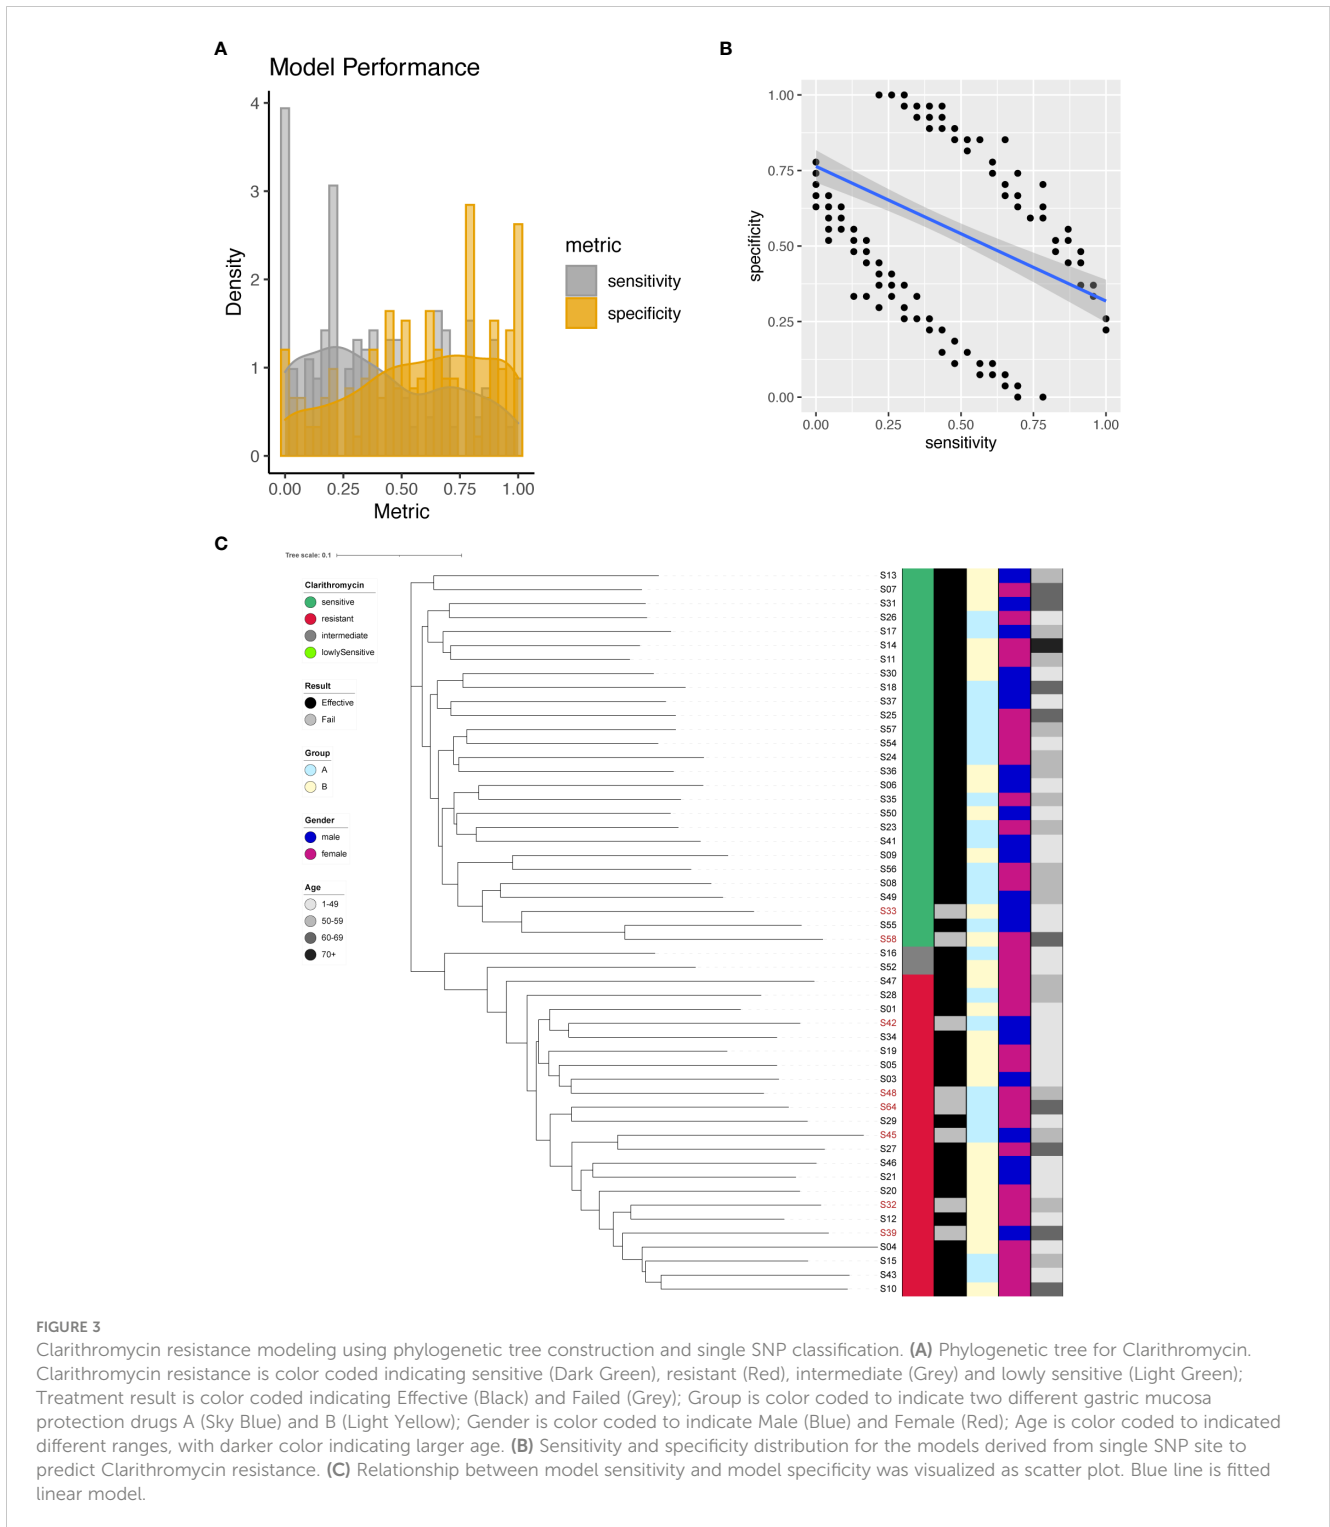 A
Model Performance
4
3
2
1
0
Density
0.00 0.25 0.50 0.75 1.00
Metric
metric
sensitivity
specificity
B
1.00
0.75
0.50
0.25
0.00
specificity
0.00 0.25 0.50 0.75 1.00
sensitivity
C
Tree scale: 0.1
Clarithromycin
sensitive
resistant
intermediate
lowlySensitive
Result
Effective
Fail
Group
A
B
Gender
male
female
Age
1-49
50-59
60-69
70+
S13
S07
S31
S26
S17
S14
S11
S30
S18
S37
S25
S57
S54
S24
S36
S06
S35
S50
S23
S41
S09
S56
S08
S49
S33
S55
S58
S16
S52
S47
S28
S01
S42
S34
S19
S05
S03
S48
S64
S29
S45
S27
S46
S21
S20
S32
S12
S39
S04
S15
S43
S10
FIGURE 3
Clarithromycin resistance modeling using phylogenetic tree construction and single SNP classification. (A) Phylogenetic tree for Clarithromycin.
Clarithromycin resistance is color coded indicating sensitive (Dark Green), resistant (Red), intermediate (Grey) and lowly sensitive (Light Green);
Treatment result is color coded indicating Effective (Black) and Failed (Grey); Group is color coded to indicate two different gastric mucosa
protection drugs A (Sky Blue) and B (Light Yellow); Gender is color coded to indicate Male (Blue) and Female (Red); Age is color coded to indicated
different ranges, with darker color indicating larger age. (B) Sensitivity and specificity distribution for the models derived from single SNP site to
predict Clarithromycin resistance. (C) Relationship between model sensitivity and model specificity was visualized as scatter plot. Blue line is fitted
linear model.